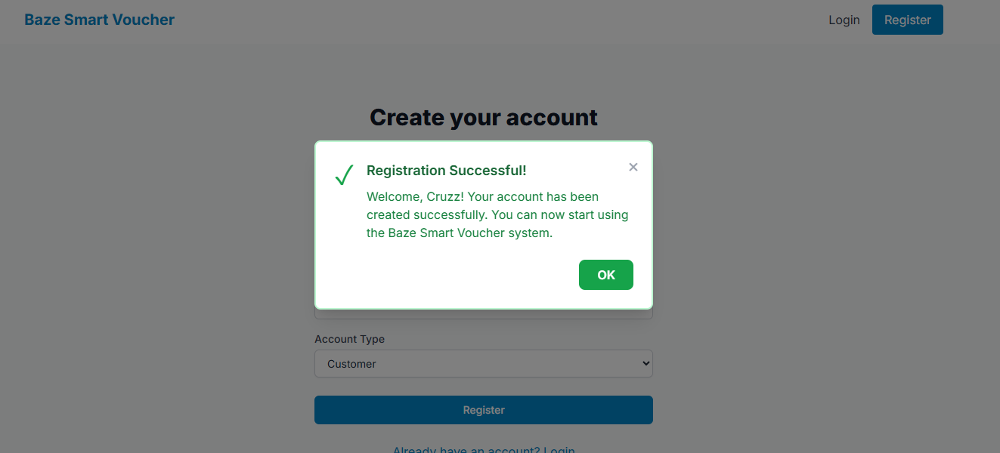 Baze Smart Voucher
Login
Register
Create your account
Registration Successful!
Welcome, Cruzz! Your account has been
created successfully. You can now start using
the Baze Smart Voucher system.
OK
Account Type
Customer
Register
Already have an account? Login